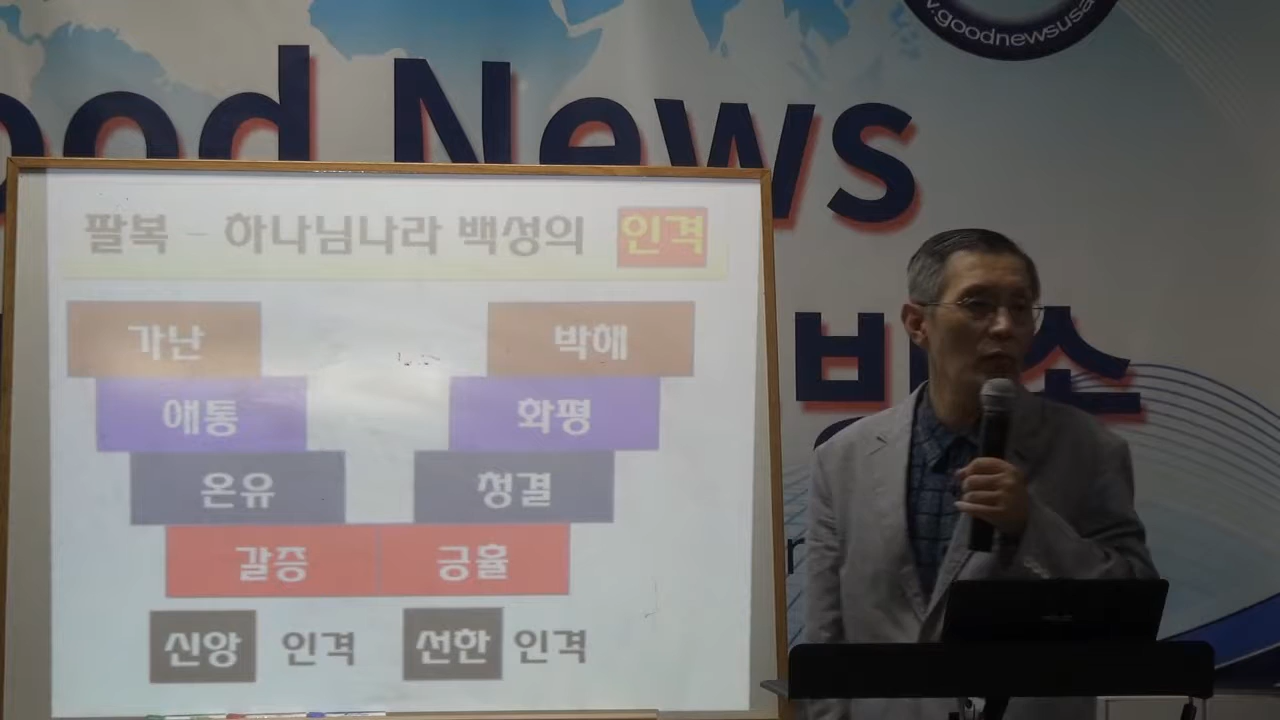 .goodnewsusa
ood News
방소
팔복 - 하나님나라 백성의 인격
가난 박해
애통 화평
온유 청결
갈증 긍휼
신앙 인격 선한 인격